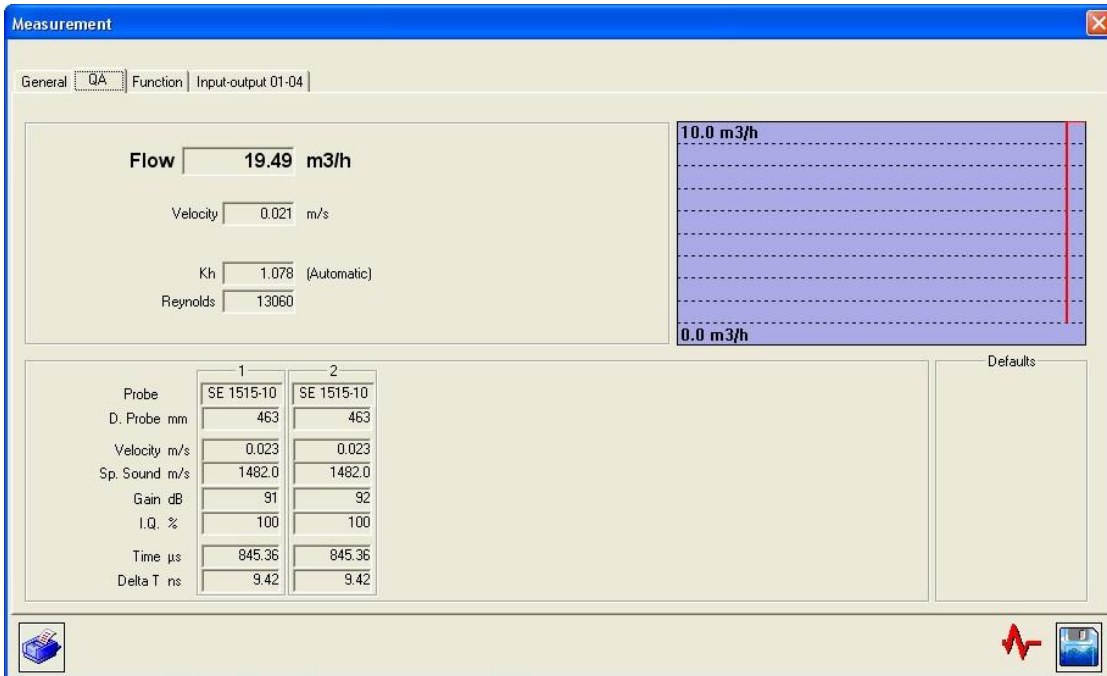 Measurement
General QA Function Input-output 01-04
Flow 19.49 m3/h
Velocity 0.021 m/s
Kh 1.078 (Automatic)
Reynolds 13060
10.0 m3/h
0.0 m3/h
1 2
Probe SE 1515-10 SE 1515-10
D. Probe mm 463 463
Velocity m/s 0.023 0.023
Sp. Sound m/s 1482.0 1482.0
Gain dB 91 92
I.Q. % 100 100
Time µs 845.36 845.36
Delta T ns 9.42 9.42
Defaults